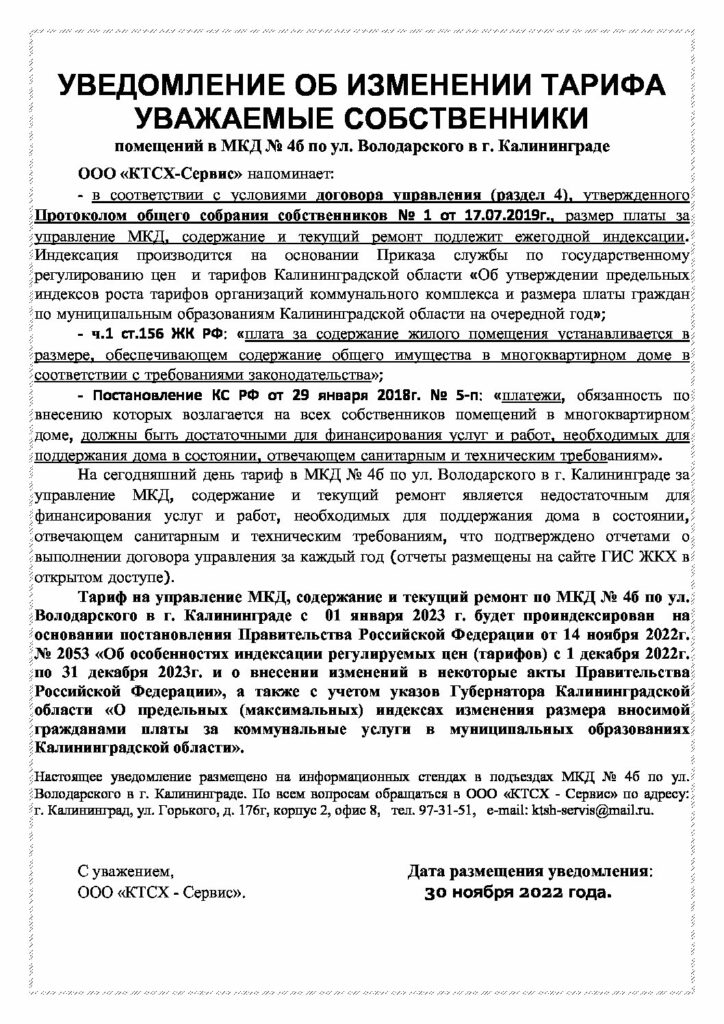 УВЕДОМЛЕНИЕ ОБ ИЗМЕНЕНИИ ТАРИФА
УВАЖАЕМЫЕ СОБСТВЕННИКИ
помещений в МКД № 4б по ул. Володарского в г. Калининграде
ООО «КТСХ-Сервис» напоминает:
- в соответствии с условиями договора управления (раздел 4), утвержденного
Протоколом общего собрания собственников № 1 от 17.07.2019г., размер платы за
управление МКД, содержание и текущий ремонт подлежит ежегодной индексации.
Индексация производится на основании Приказа службы по государственному
регулированию цен и тарифов Калининградской области «Об утверждении предельных
индексов роста тарифов организаций коммунального комплекса и размера платы граждан
по муниципальным образованиям Калининградской области на очередной год»;
- ч.1 ст.156 ЖК РФ: «плата за содержание жилого помещения устанавливается в
размере, обеспечивающем содержание общего имущества в многоквартирном доме в
соответствии с требованиями законодательства»;
- Постановление КС РФ от 29 января 2018г. № 5-п: «платежи, обязанность по
внесению которых возлагается на всех собственников помещений в многоквартирном
доме, должны быть достаточными для финансирования услуг и работ, необходимых для
поддержания дома в состоянии, отвечающем санитарным и техническим требованиям».
На сегодняшний день тариф в МКД № 4б по ул. Володарского в г. Калининграде за
управление МКД, содержание и текущий ремонт является недостаточным для
финансирования услуг и работ, необходимых для поддержания дома в состоянии,
отвечающем санитарным и техническим требованиям, что подтверждено отчетами о
выполнении договора управления за каждый год (отчеты размещены на сайте ГИС ЖКХ в
открытом доступе).
Тариф на управление МКД, содержание и текущий ремонт по МКД № 4б по ул.
Володарского в г. Калининграде с 01 января 2023 г. будет проиндексирован на
основании постановления Правительства Российской Федерации от 14 ноября 2022г.
№ 2053 «Об особенностях индексации регулируемых цен (тарифов) с 1 декабря 2022г.
по 31 декабря 2023г. и о внесении изменений в некоторые акты Правительства
Российской Федерации», а также с учетом указов Губернатора Калининградской
области «О предельных (максимальных) индексах изменения размера вносимой
гражданами платы за коммунальные услуги в муниципальных образованиях
Калининградской области».
Настоящее уведомление размещено на информационных стендах в подъездах МКД № 4б по ул.
Володарского в г. Калининграде. По всем вопросам обращаться в ООО «КТСХ - Сервис» по адресу:
г. Калининград, ул. Горького, д. 176г, корпус 2, офис 8, тел. 97-31-51, e-mail: ktsh-servis@mail.ru.
С уважением,
ООО «КТСХ - Сервис».
Дата размещения уведомления:
30 ноября 2022 года.